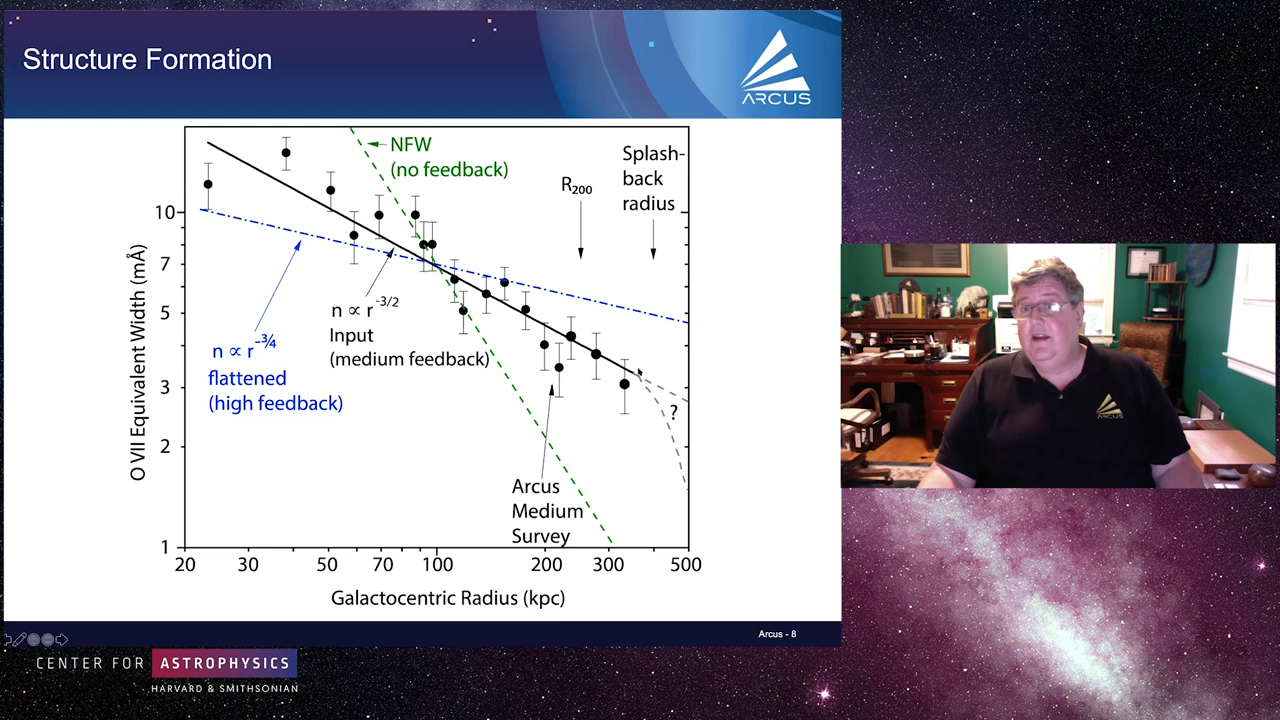 Structure Formation
ARCUS
NFW
(no feedback)
Splash-
back
radius
R₂₀₀
10
7
5
3
2
1
O VII Equivalent Width (mÅ)
n ∝ r^-3/2
Input
(medium feedback)
n ∝ r^-¾
flattened
(high feedback)
?
Arcus
Medium
Survey
20 30 50 70 100 200 300 500
Galactocentric Radius (kpc)
Arcus - 8
CENTER FOR ASTROPHYSICS
HARVARD & SMITHSONIAN
ARCUS